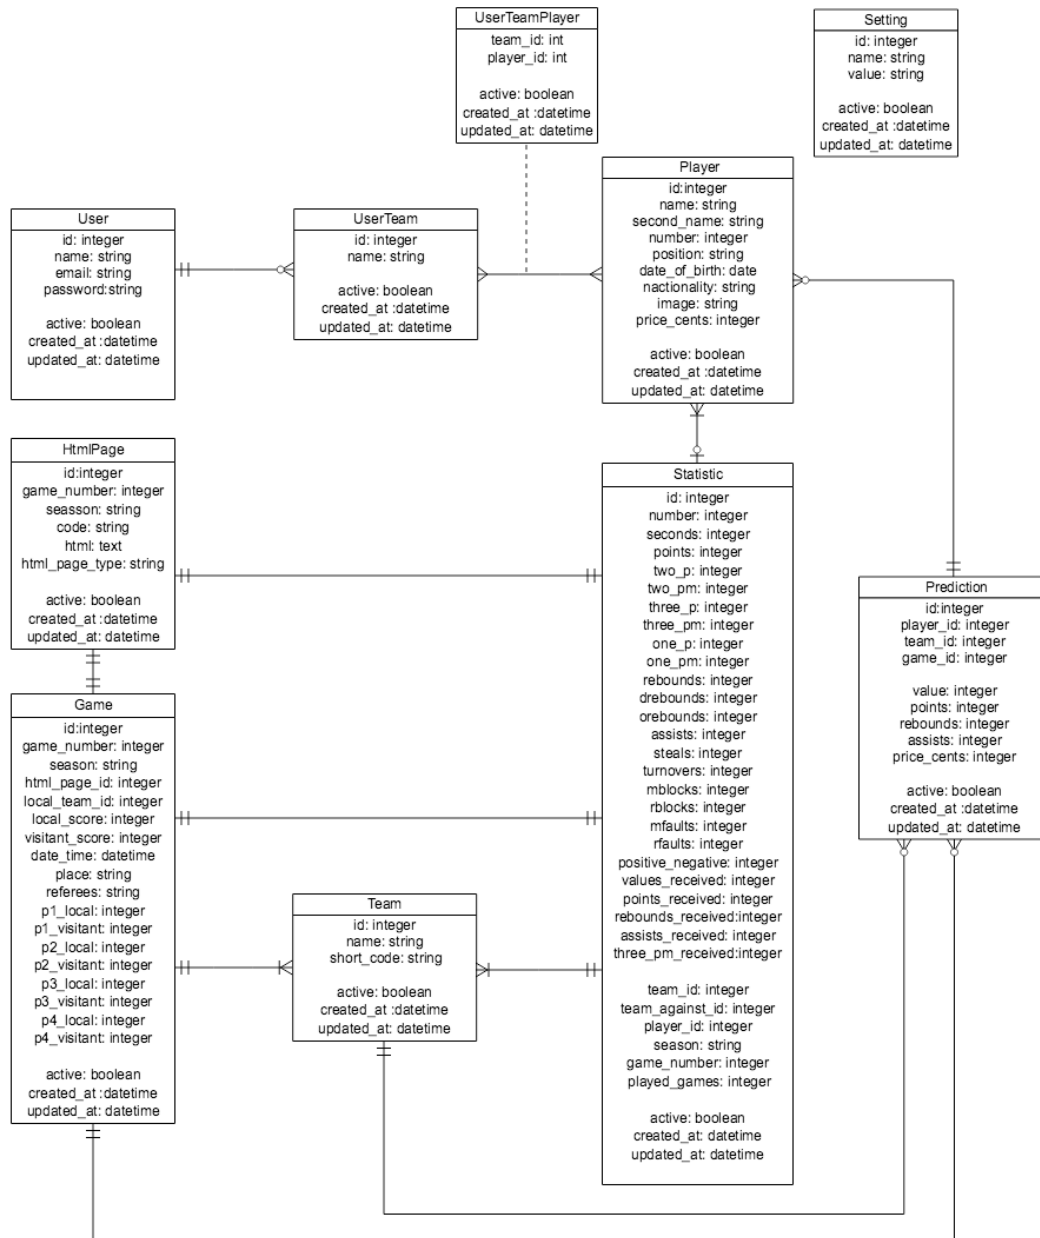 UserTeamPlayer
team_id: int
player_id: int
active: boolean
created_at :datetime
updated_at: datetime
Setting
id: integer
name: string
value: string
active: boolean
created_at :datetime
updated_at: datetime
Player
id:integer
name: string
second_name: string
number: integer
position: string
date_of_birth: date
nactionality: string
image: string
price_cents: integer
active: boolean
created_at :datetime
updated_at: datetime
User
id: integer
name: string
email: string
password:string
active: boolean
created_at :datetime
updated_at: datetime
UserTeam
id: integer
name: string
active: boolean
created_at :datetime
updated_at: datetime
HtmlPage
id:integer
game_number: integer
seasson: string
code: string
html: text
html_page_type: string
active: boolean
created_at :datetime
updated_at: datetime
Statistic
id: integer
number: integer
seconds: integer
points: integer
two_p: integer
two_pm: integer
three_p: integer
three_pm: integer
one_p: integer
one_pm: integer
rebounds: integer
drebounds: integer
orebounds: integer
assists: integer
steals: integer
turnovers: integer
mblocks: integer
rblocks: integer
mfaults: integer
rfaults: integer
positive_negative: integer
values_received: integer
points_received: integer
rebounds_received:integer
assists_received: integer
three_pm_received:integer
team_id: integer
team_against_id: integer
player_id: integer
season: string
game_number: integer
played_games: integer
active: boolean
created_at: datetime
updated_at: datetime
Prediction
id:integer
player_id: integer
team_id: integer
game_id: integer
value: integer
points: integer
rebounds: integer
assists: integer
price_cents: integer
active: boolean
created_at :datetime
updated_at: datetime
Game
id:integer
game_number: integer
season: string
html_page_id: integer
local_team_id: integer
local_score: integer
visitant_score: integer
date_time: datetime
place: string
referees: string
p1_local: integer
p1_visitant: integer
p2_local: integer
p2_visitant: integer
p3_local: integer
p3_visitant: integer
p4_local: integer
p4_visitant: integer
active: boolean
created_at :datetime
updated_at: datetime
Team
id: integer
name: string
short_code: string
active: boolean
created_at :datetime
updated_at: datetime